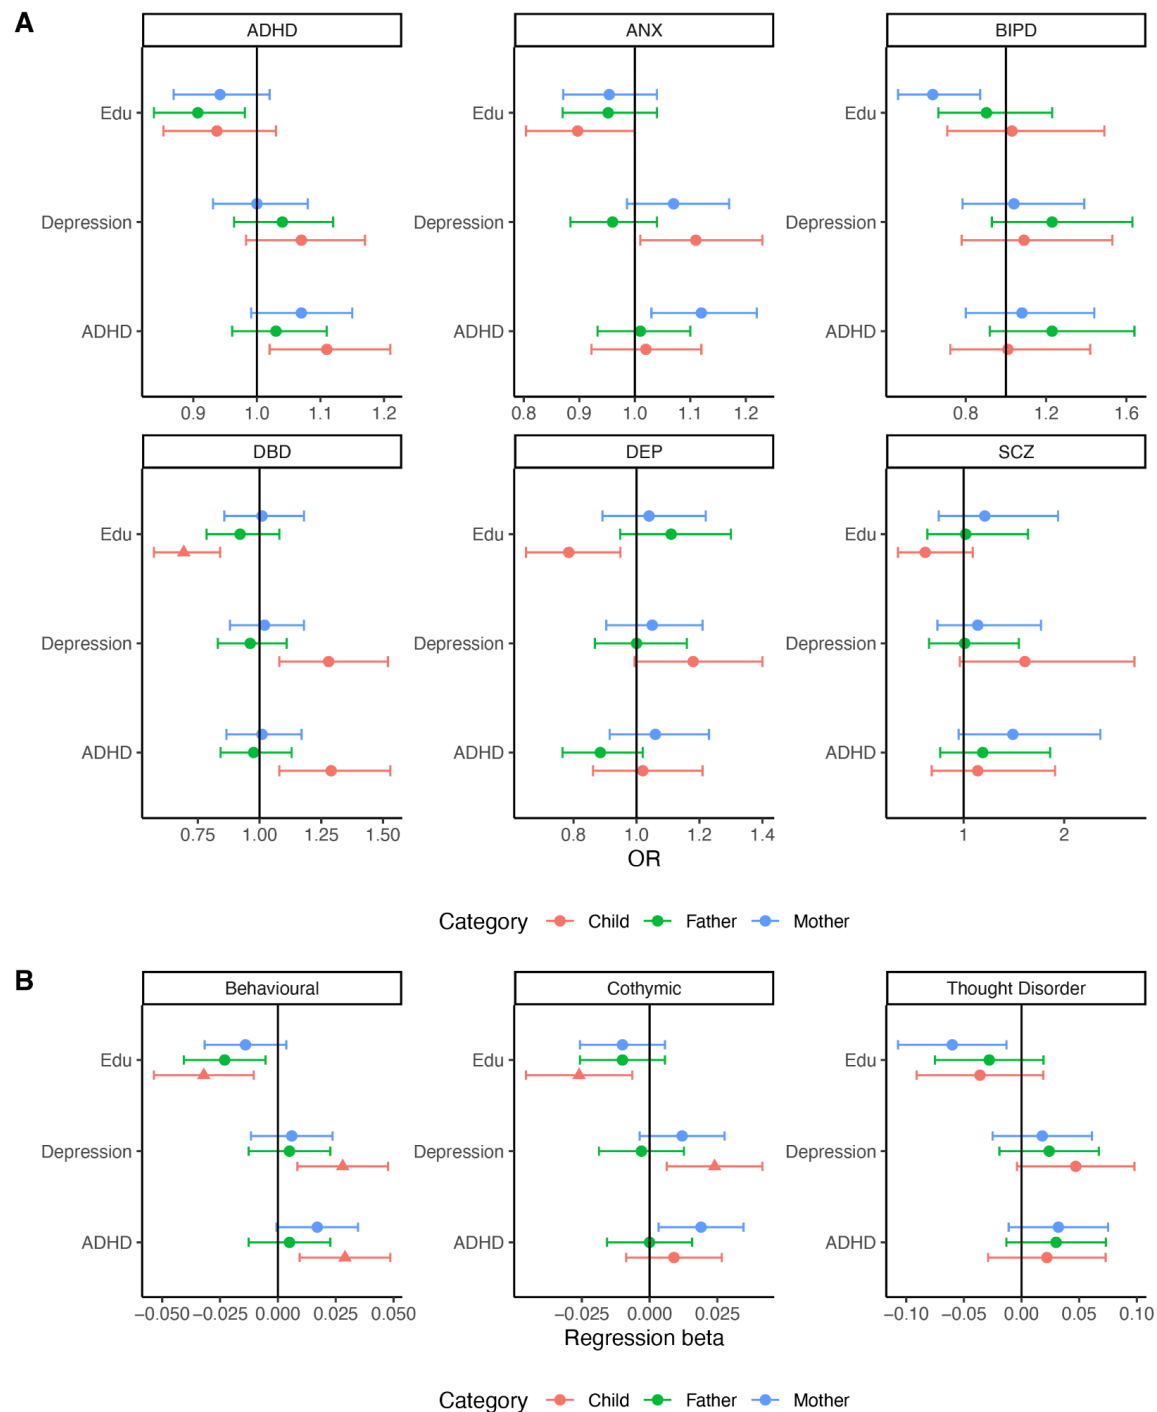 A
ADHD ANX BIPD
Edu Edu Edu
Depression Depression Depression
ADHD ADHD ADHD
0.9 1.0 1.1 1.2 0.8 0.9 1.0 1.1 1.2 0.8 1.2 1.6
DBD DEP SCZ
Edu Edu Edu
Depression Depression Depression
ADHD ADHD ADHD
0.75 1.00 1.25 1.50 0.8 1.0 1.2 1.4 1 2
OR
Category Child Father Mother
B
Behavioural Cothymic Thought Disorder
Edu Edu Edu
Depression Depression Depression
ADHD ADHD ADHD
−0.050 −0.025 0.000 0.025 0.050 −0.025 0.000 0.025 −0.10 −0.05 0.00 0.05 0.10
Regression beta
Category Child Father Mother